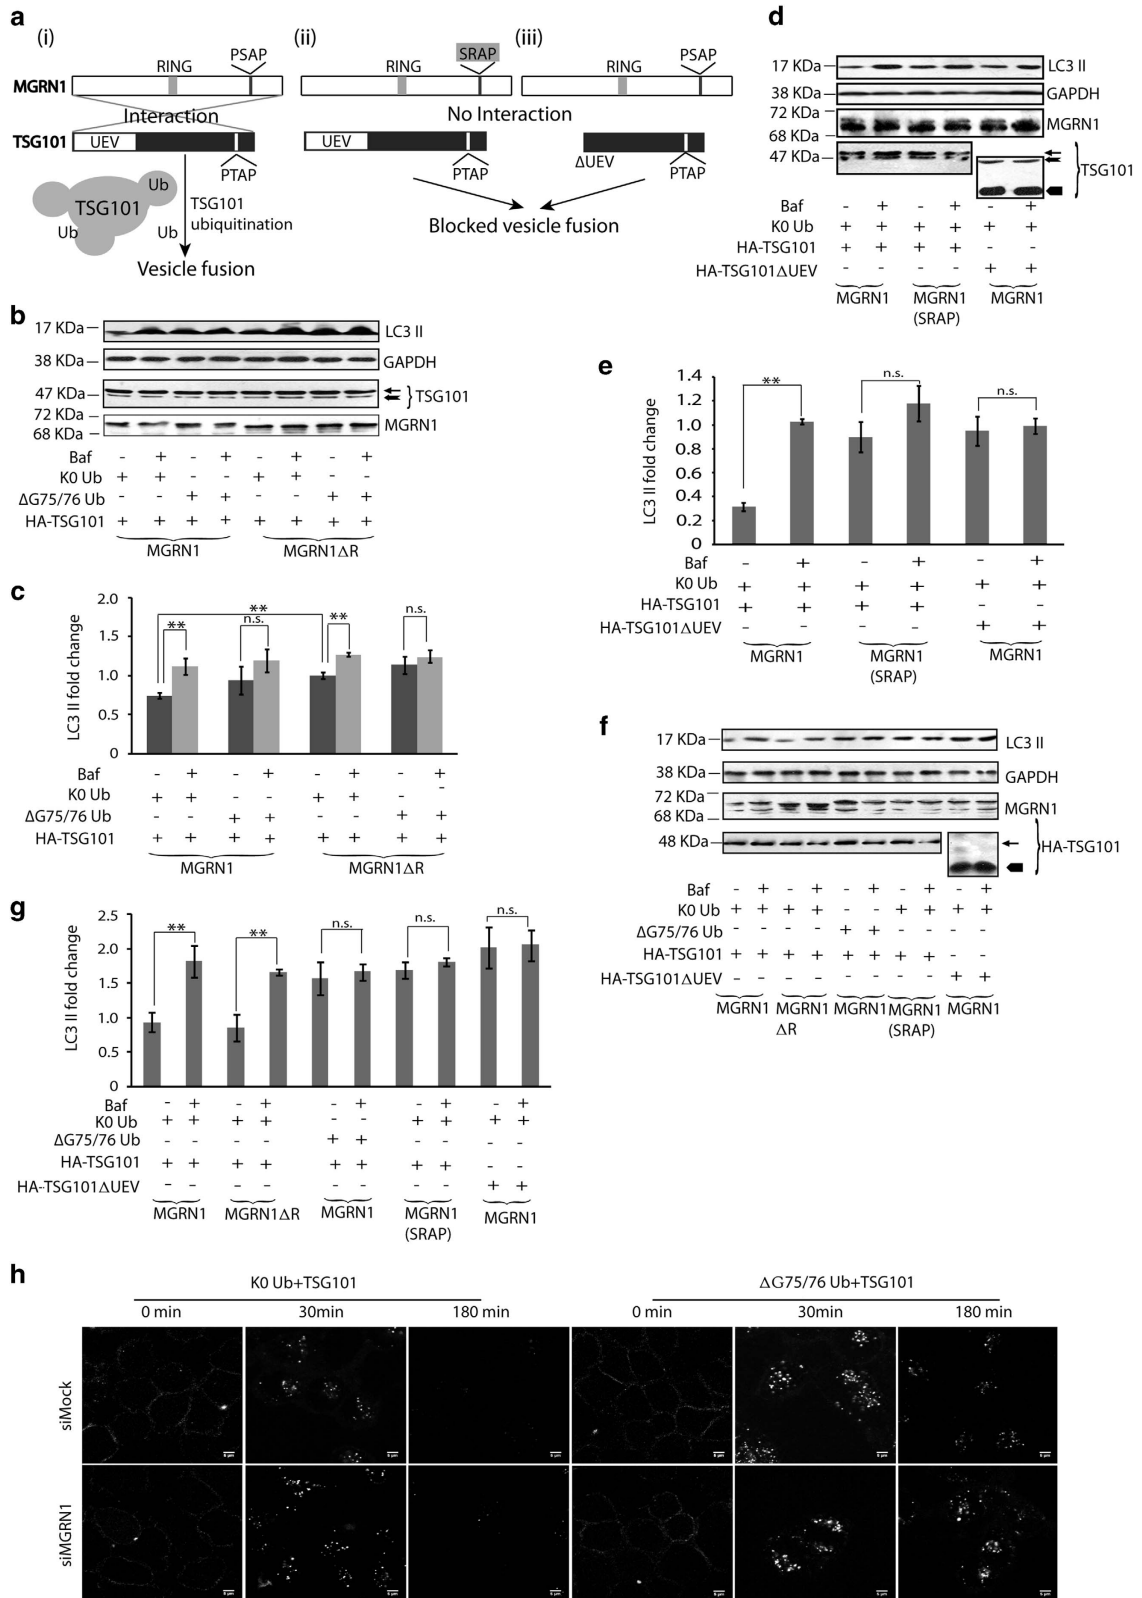 a
(i) (ii) (iii)
RING PSAP RING SRAP RING PSAP
MGRN1
Interaction No Interaction
TSG101 UEV UEV ΔUEV
PTAP PTAP PTAP
TSG101 Ub Ub Ub
TSG101
ubiquitination
Vesicle fusion
Blocked vesicle fusion
b
17 KDa LC3 II
38 KDa GAPDH
47 KDa TSG101
72 KDa
68 KDa MGRN1
Baf - + - + - + - +
K0 Ub + + - - + + - -
ΔG75/76 Ub - - + + - - + +
HA-TSG101 + + + + + + + +
MGRN1 MGRN1ΔR
c
LC3 II fold change
2.0
1.5
1.0
0.5
0
** n.s. ** ** n.s.
Baf - + - + - + - +
K0 Ub + + - - + + - -
ΔG75/76 Ub - - + + - - + +
HA-TSG101 + + + + + + + +
MGRN1 MGRN1ΔR
d
17 KDa LC3 II
38 KDa GAPDH
72 KDa
68 KDa MGRN1
47 KDa TSG101
Baf - + - + - +
K0 Ub + + + + + +
HA-TSG101 + + + + - -
HA-TSG101ΔUEV - - - - + +
MGRN1 MGRN1 MGRN1
(SRAP)
e
LC3 II fold change
1.4
1.2
1.0
0.8
0.6
0.4
0.2
0
** n.s. n.s.
Baf - + - + - +
K0 Ub + + + + + +
HA-TSG101 + + + + - -
HA-TSG101ΔUEV - - - - + +
MGRN1 MGRN1 MGRN1
(SRAP)
f
17 KDa LC3 II
38 KDa GAPDH
72 KDa
68 KDa MGRN1
48 KDa HA-TSG101
Baf - + - + - + - + - +
K0 Ub + + + + - - + + + +
ΔG75/76 Ub - - - - + + - - - -
HA-TSG101 + + + + + + + + - -
HA-TSG101ΔUEV - - - - - - - - + +
MGRN1 MGRN1 MGRN1 MGRN1 MGRN1
ΔR (SRAP)
g
LC3 II fold change
2.5
2.0
1.5
1.0
0.5
0
** ** n.s. n.s. n.s.
Baf - + - + - + - + - +
K0 Ub + + + + - - + + + +
ΔG75/76 Ub - - - - + + - - - -
HA-TSG101 + + + + + + + + - -
HA-TSG101ΔUEV - - - - - - - - + +
MGRN1 MGRN1ΔR MGRN1 MGRN1 MGRN1
(SRAP)
h
K0 Ub+TSG101 ΔG75/76 Ub+TSG101
0 min 30min 180 min 0 min 30min 180 min
siMock
siMGRN1